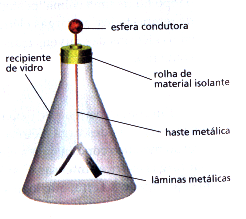 esfera condutora
recipiente
de vidro
rolha de
material isolante
haste metálica
lâminas metálicas